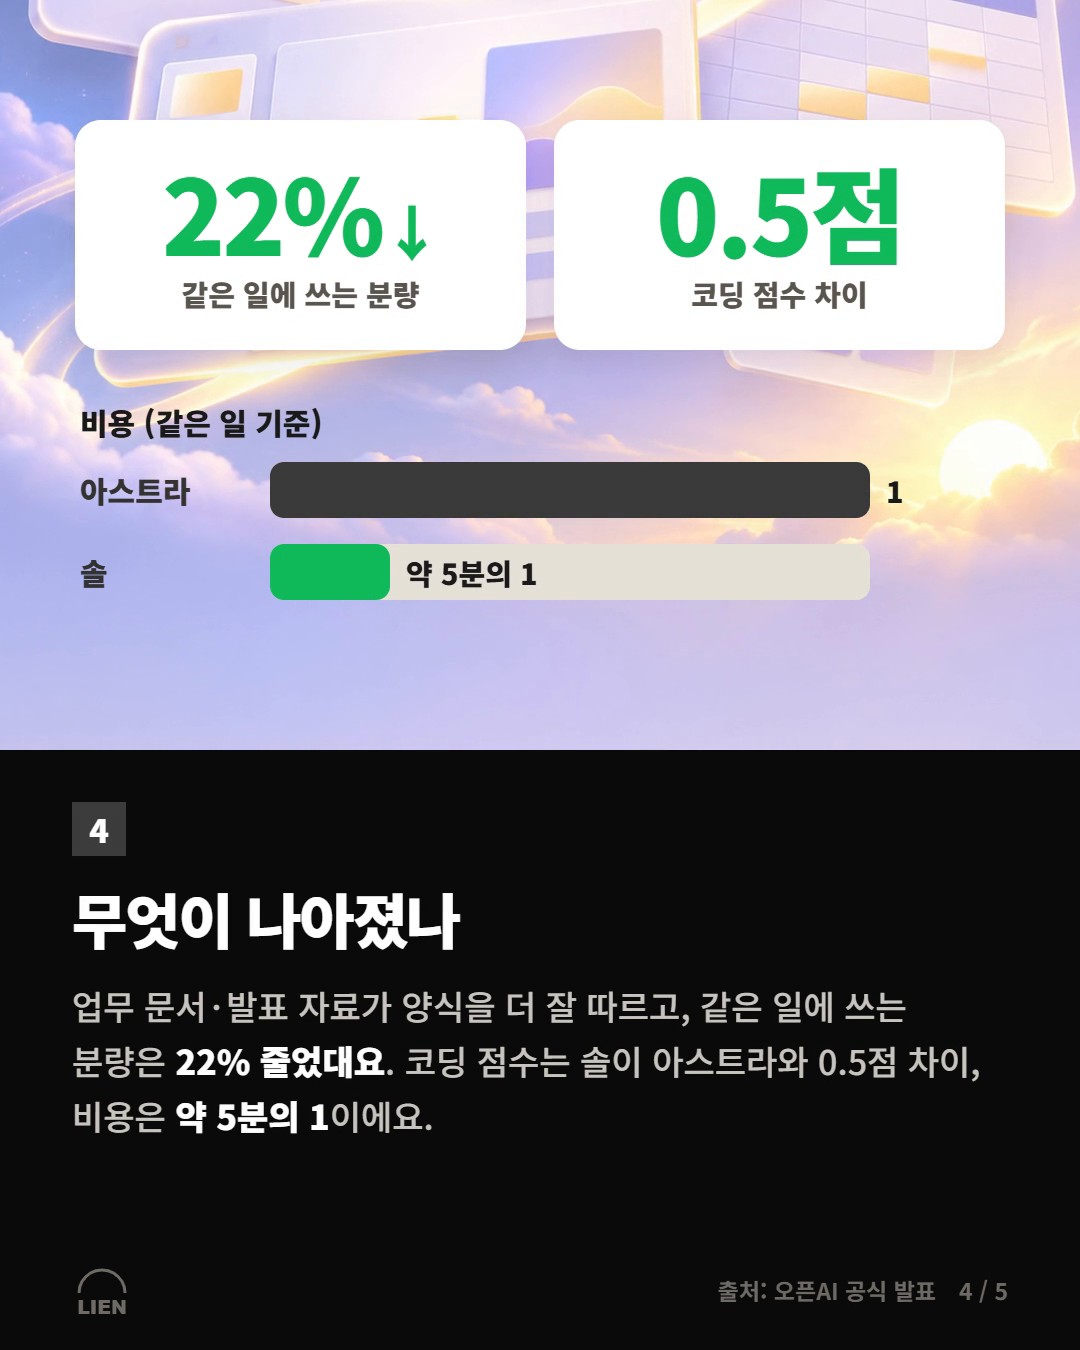 22%↓
같은 일에 쓰는 분량
0.5점
코딩 점수 차이
비용 (같은 일 기준)
아스트라
1
솔
약 5분의 1
4
무엇이 나아졌나
업무 문서·발표 자료가 양식을 더 잘 따르고, 같은 일에 쓰는
분량은 22% 줄었대요. 코딩 점수는 솔이 아스트라와 0.5점 차이,
비용은 약 5분의 1이에요.
LIEN
출처: 오픈AI 공식 발표 4 / 5